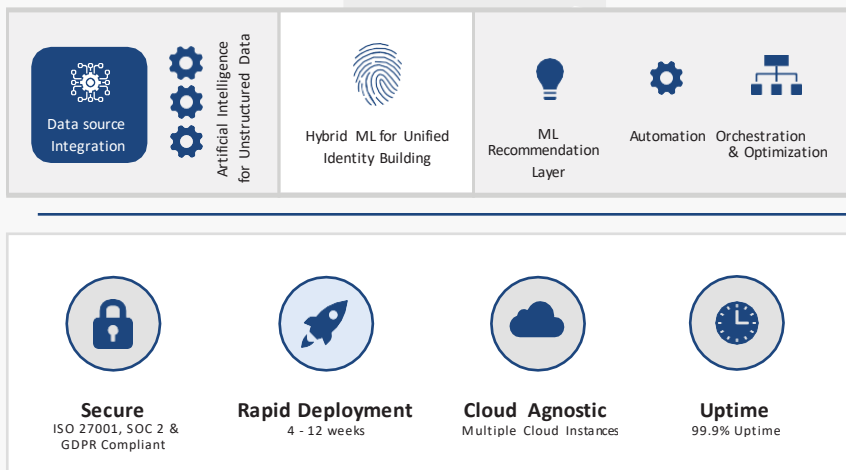 Data source
Integration
Artificial Intelligence
for Unstructured Data
Hybrid ML for Unified
Identity Building
ML
Recommendation
Layer
Automation
Orchestration
& Optimization
Secure
ISO 27001, SOC 2 &
GDPR Compliant
Rapid Deployment
4 - 12 weeks
Cloud Agnostic
Multiple Cloud Instances
Uptime
99.9% Uptime